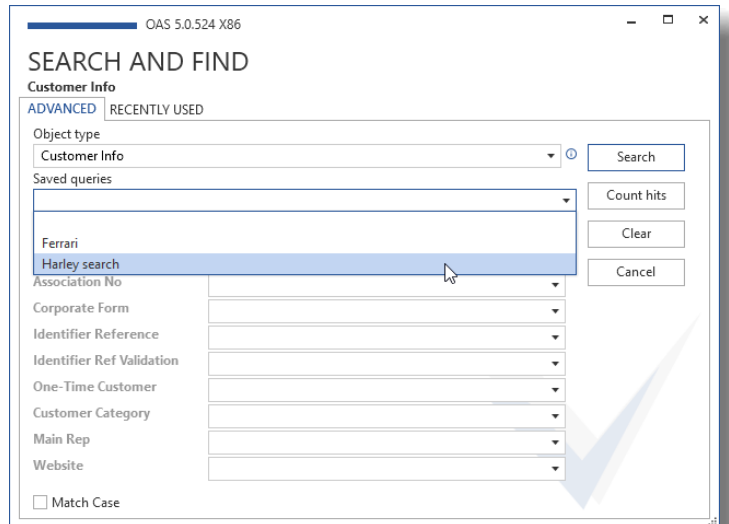 OAS 5.0.524 X86
SEARCH AND FIND
Customer Info
ADVANCED RECENTLY USED
Object type
Customer Info
Search
Saved queries
Count hits
Clear
Ferrari
Harley search
Cancel
Association No
Corporate Form
Identifier Reference
Identifier Ref Validation
One-Time Customer
Customer Category
Main Rep
Website
Match Case